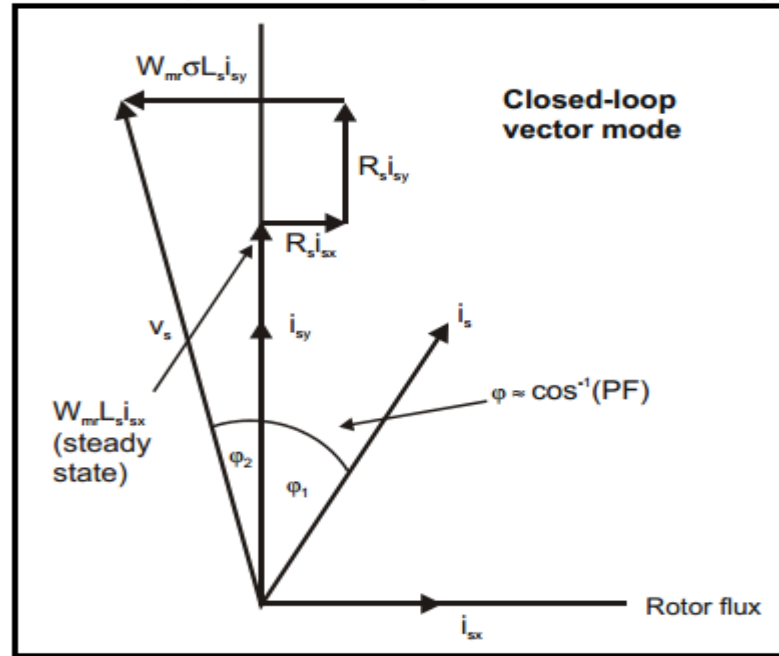 WmrσLsisy
Closed-loop
vector mode
Rsisy
Rsisx
vs
isy
is
φ ≈ cos⁻¹(PF)
WmrLsisx
(steady
state)
φ2
φ1
Rotor flux
isx